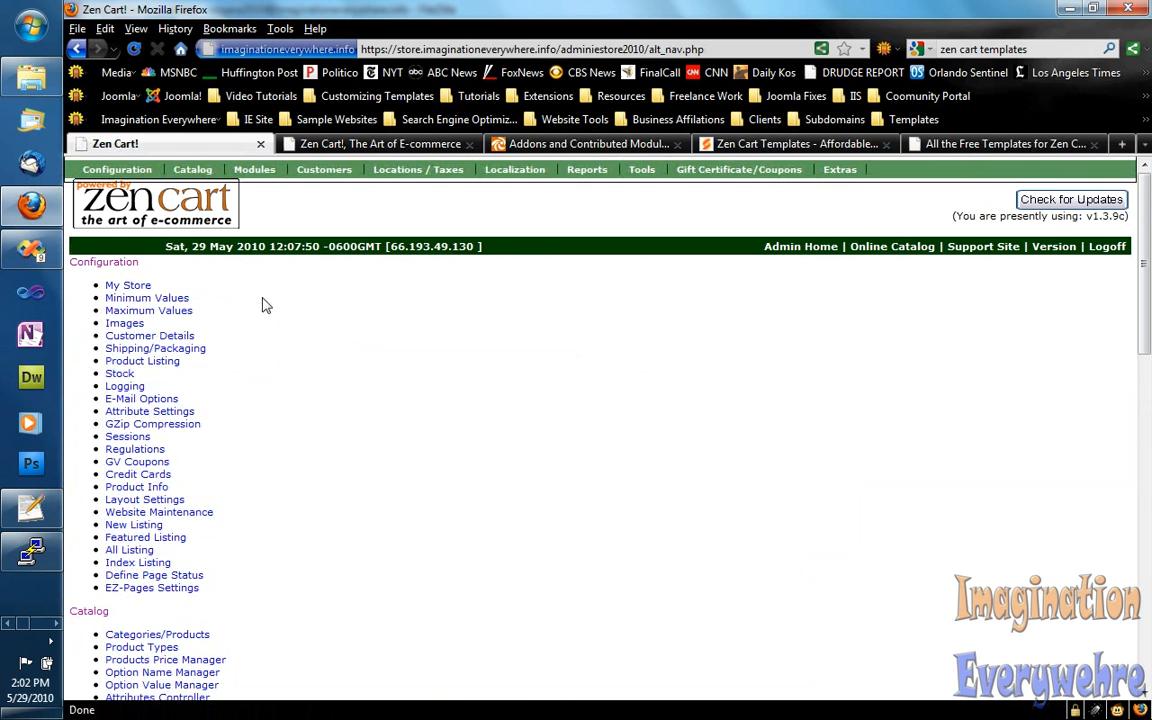 Zen Cart! - Mozilla Firefox
File Edit View History Bookmarks Tools Help
imaginationeverywhere.info https://store.imaginationeverywhere.info/adminiestore2010/alt_nav.php zen cart templates
Media MSNBC Huffington Post Politico NYT ABC News FoxNews CBS News FinalCall CNN Daily Kos DRUDGE REPORT Orlando Sentinel Los Angeles Times
Joomla Joomla! Video Tutorials Customizing Templates Tutorials Extensions Resources Freelance Work Joomla Fixes IIS Coomunity Portal
Imagination Everywhere IE Site Sample Websites Search Engine Optimiz... Website Tools Business Affilations Clients Subdomains Templates
Zen Cart! Zen Cart!, The Art of E-commerce Addons and Contributed Modul... Zen Cart Templates - Affordable... All the Free Templates for Zen C...
Configuration Catalog Modules Customers Locations / Taxes Localization Reports Tools Gift Certificate/Coupons Extras
powered by
zen cart
the art of e-commerce
Check for Updates
(You are presently using: v1.3.9c)
Sat, 29 May 2010 12:07:50 -0600GMT [66.193.49.130 ] Admin Home | Online Catalog | Support Site | Version | Logoff
Configuration
My Store
Minimum Values
Maximum Values
Images
Customer Details
Shipping/Packaging
Product Listing
Stock
Logging
E-Mail Options
Attribute Settings
GZip Compression
Sessions
Regulations
GV Coupons
Credit Cards
Product Info
Layout Settings
Website Maintenance
New Listing
Featured Listing
All Listing
Index Listing
Define Page Status
EZ-Pages Settings
Catalog
Categories/Products
Product Types
Products Price Manager
Option Name Manager
Option Value Manager
Attributes Controller
Imagination
Everywehre
Dw
Ps
2:02 PM
5/29/2010
Done